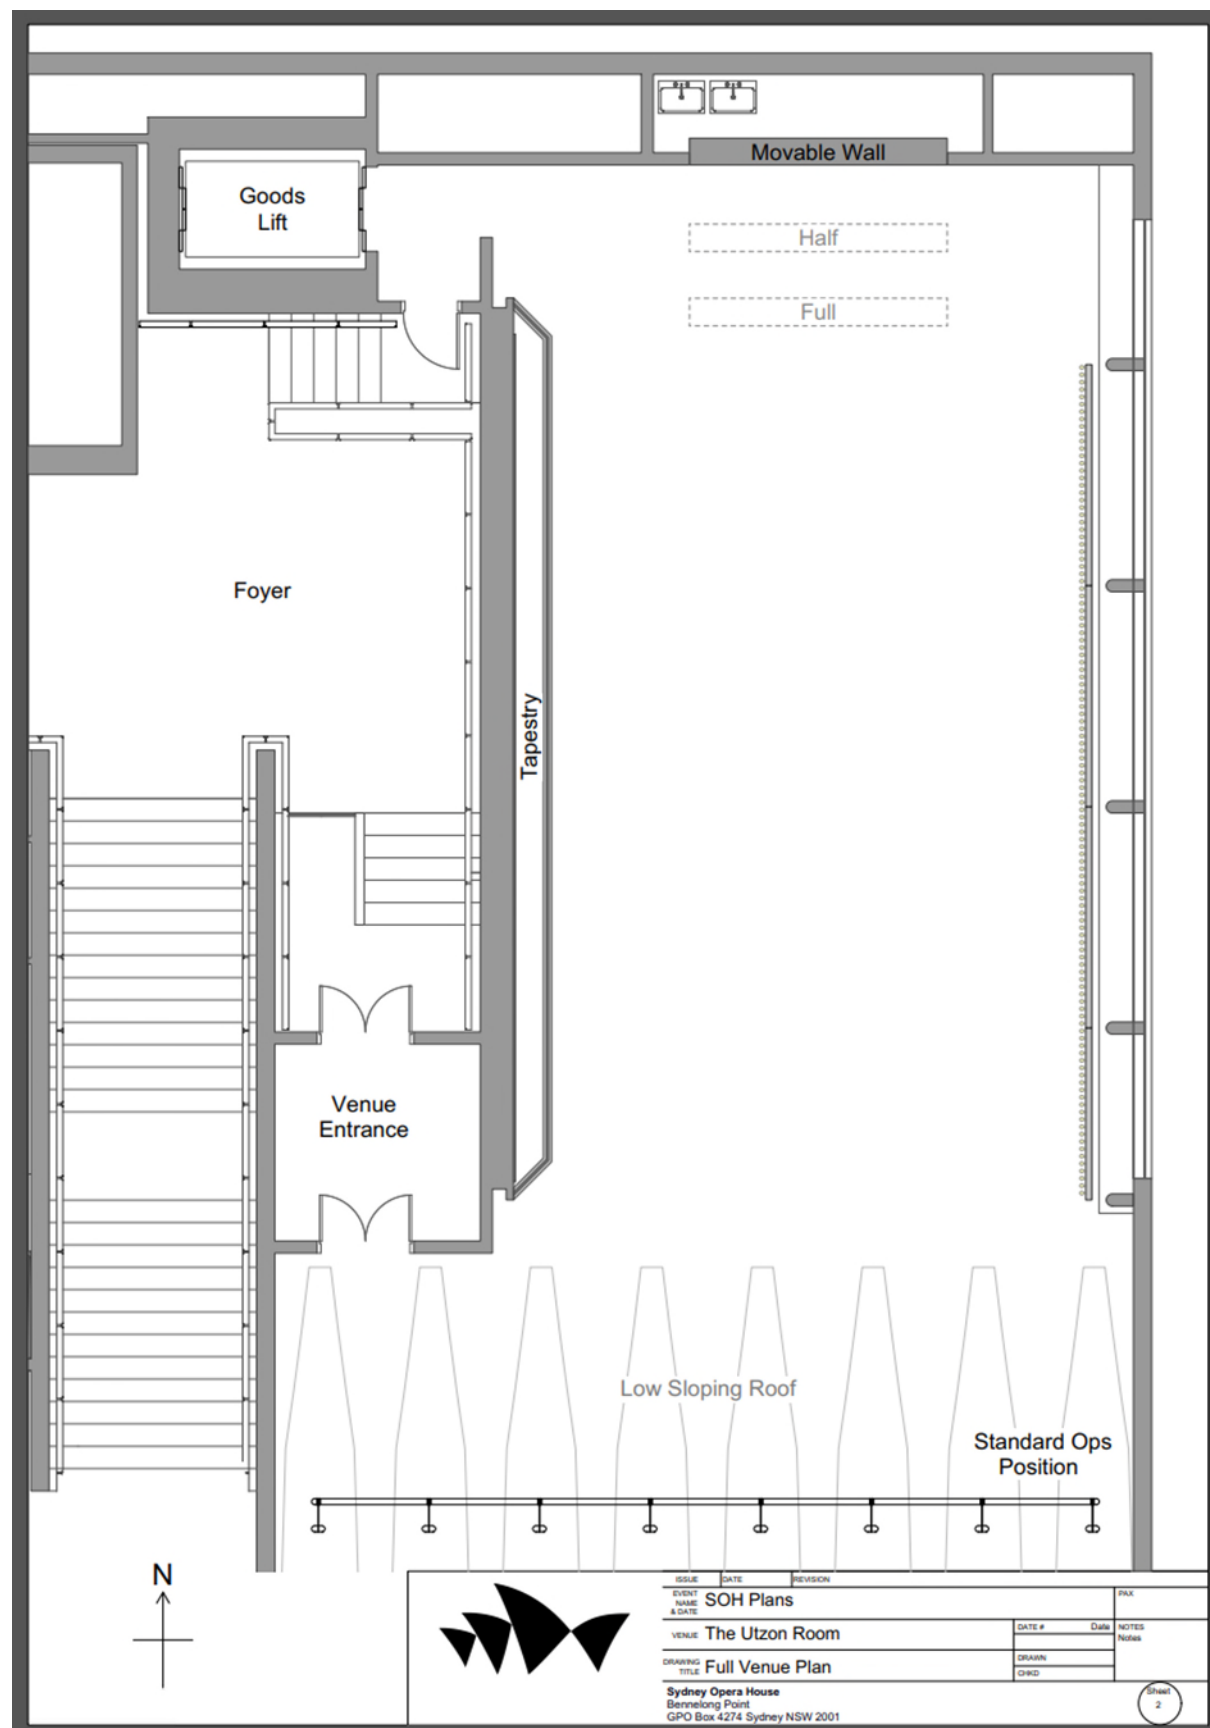 Movable Wall
Goods
Lift
Half
Full
Foyer
Tapestry
Venue
Entrance
Low Sloping Roof
Standard Ops
Position
N
ISSUE DATE REVISION
EVENT
NAME
& DATE
SOH Plans
PAX
VENUE The Utzon Room
DATE # Date
NOTES
Notes
DRAWING
TITLE
Full Venue Plan
DRAWN
CHKD
Sydney Opera House
Bennelong Point
GPO Box 4274 Sydney NSW 2001
Sheet
2